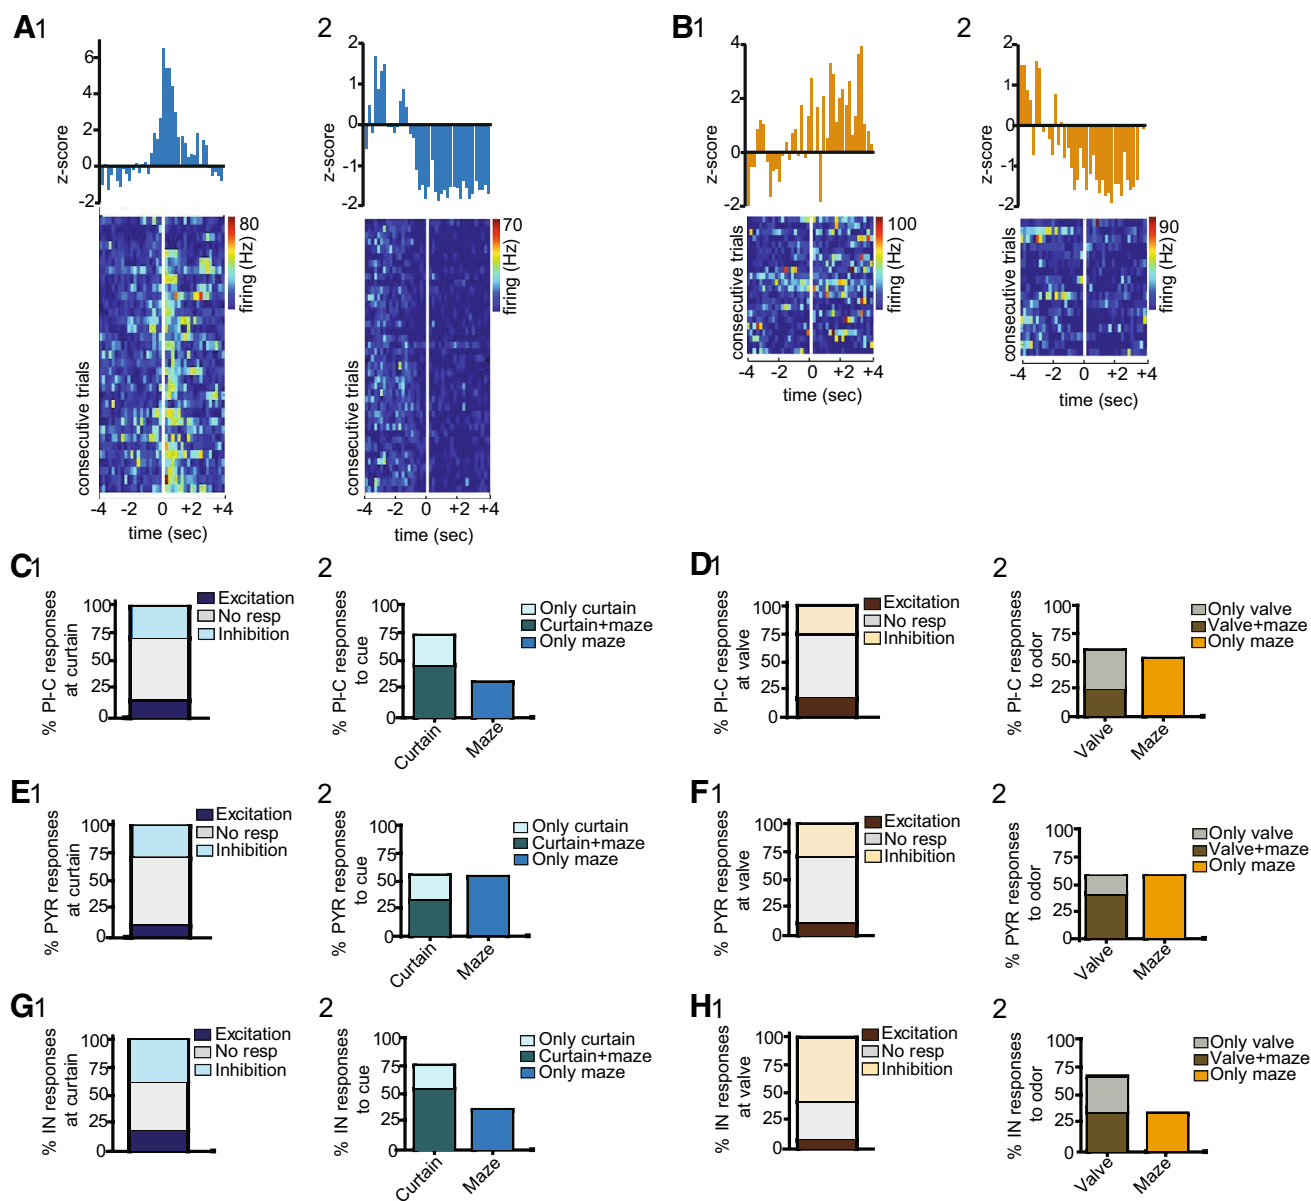 A1
6
4
2
0
-2
z-score
80
firing (Hz)
consecutive trials
-4 -2 0 +2 +4
time (sec)
2
2
1
0
-1
-2
z-score
70
firing (Hz)
consecutive trials
-4 -2 0 +2 +4
time (sec)
B1
4
2
0
-2
z-score
100
firing (Hz)
consecutive trials
-4 -2 0 +2 +4
time (sec)
2
2
1
0
-1
-2
z-score
90
firing (Hz)
consecutive trials
-4 -2 0 +2 +4
time (sec)
C1
% PI-C responses
at curtain
100
75
50
25
0
Excitation
No resp
Inhibition
2
% PI-C responses
to cue
100
75
50
25
0
Only curtain
Curtain+maze
Only maze
Curtain
Maze
D1
% PI-C responses
at valve
100
75
50
25
0
Excitation
No resp
Inhibition
2
% PI-C responses
to odor
100
75
50
25
0
Only valve
Valve+maze
Only maze
Valve
Maze
E1
% PYR responses
at curtain
100
75
50
25
0
Excitation
No resp
Inhibition
2
% PYR responses
to cue
100
75
50
25
0
Only curtain
Curtain+maze
Only maze
Curtain
Maze
F1
% PYR responses
at valve
100
75
50
25
0
Excitation
No resp
Inhibition
2
% PYR responses
to odor
100
75
50
25
0
Only valve
Valve+maze
Only maze
Valve
Maze
G1
% IN responses
at curtain
100
75
50
25
0
Excitation
No resp
Inhibition
2
% IN responses
to cue
100
75
50
25
0
Only curtain
Curtain+maze
Only maze
Curtain
Maze
H1
% IN responses
at valve
100
75
50
25
0
Excitation
No resp
Inhibition
2
% IN responses
to odor
100
75
50
25
0
Only valve
Valve+maze
Only maze
Valve
Maze